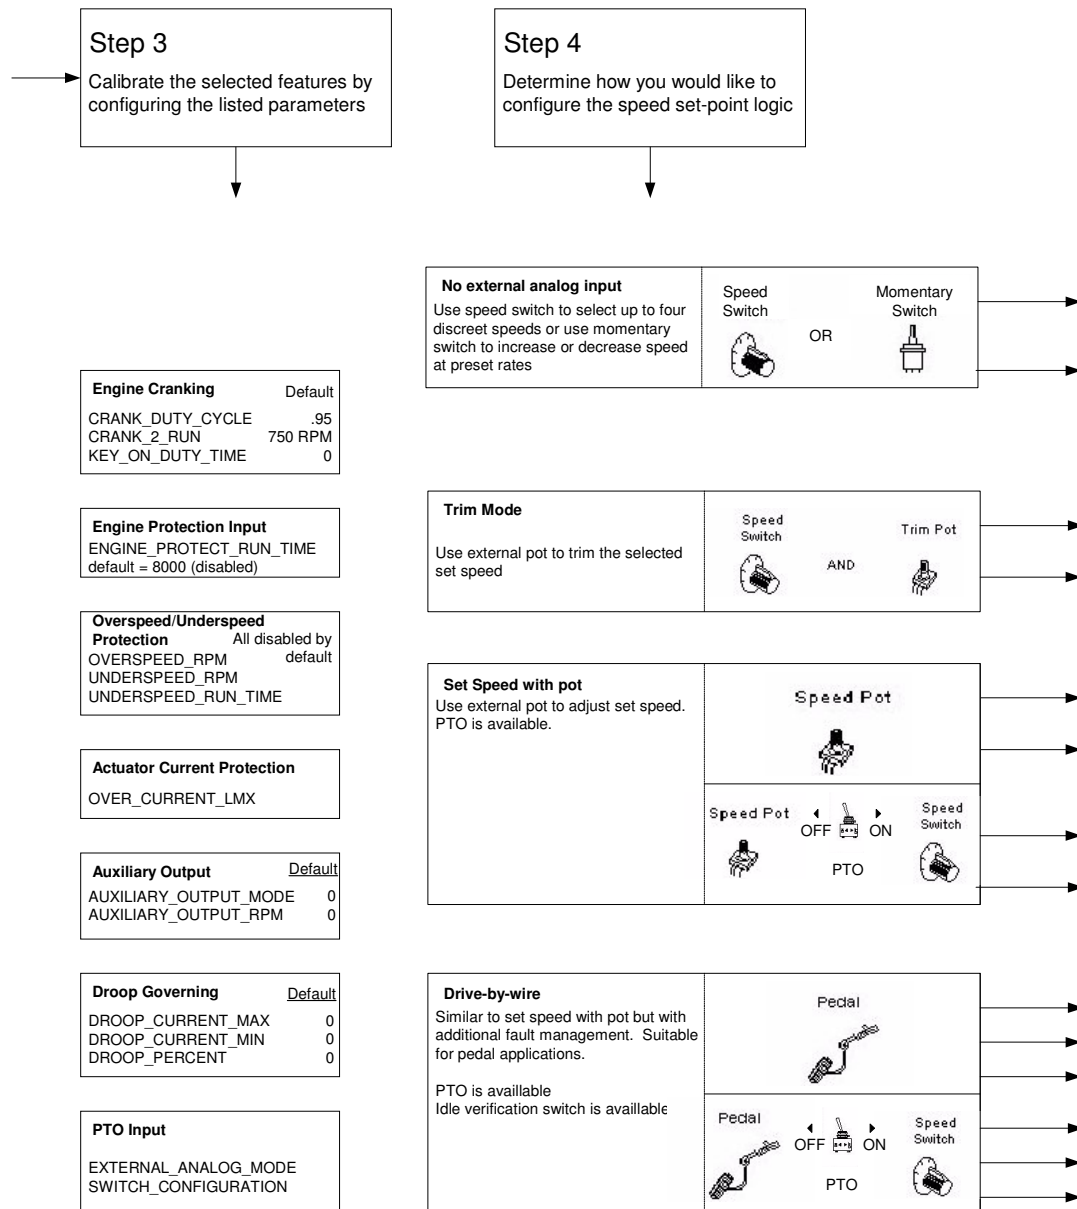 Step 3
Calibrate the selected features by
configuring the listed parameters
Step 4
Determine how you would like to
configure the speed set-point logic
Engine Cranking Default
CRANK_DUTY_CYCLE .95
CRANK_2_RUN 750 RPM
KEY_ON_DUTY_TIME 0
Engine Protection Input
ENGINE_PROTECT_RUN_TIME
default = 8000 (disabled)
Overspeed/Underspeed
Protection All disabled by
OVERSPEED_RPM default
UNDERSPEED_RPM
UNDERSPEED_RUN_TIME
Actuator Current Protection
OVER_CURRENT_LMX
Auxiliary Output Default
AUXILIARY_OUTPUT_MODE 0
AUXILIARY_OUTPUT_RPM 0
Droop Governing Default
DROOP_CURRENT_MAX 0
DROOP_CURRENT_MIN 0
DROOP_PERCENT 0
PTO Input
EXTERNAL_ANALOG_MODE
SWITCH_CONFIGURATION
No external analog input
Use speed switch to select up to four
discreet speeds or use momentary
switch to increase or decrease speed
at preset rates
Speed
Switch
OR
Momentary
Switch
Trim Mode
Use external pot to trim the selected
set speed
Speed
Switch
AND
Trim Pot
Set Speed with pot
Use external pot to adjust set speed.
PTO is available.
Speed Pot
Speed Pot
OFF ON
PTO
Speed
Switch
Drive-by-wire
Similar to set speed with pot but with
additional fault management. Suitable
for pedal applications.
PTO is availlable
Idle verification switch is availlable
Pedal
Pedal
OFF ON
PTO
Speed
Switch